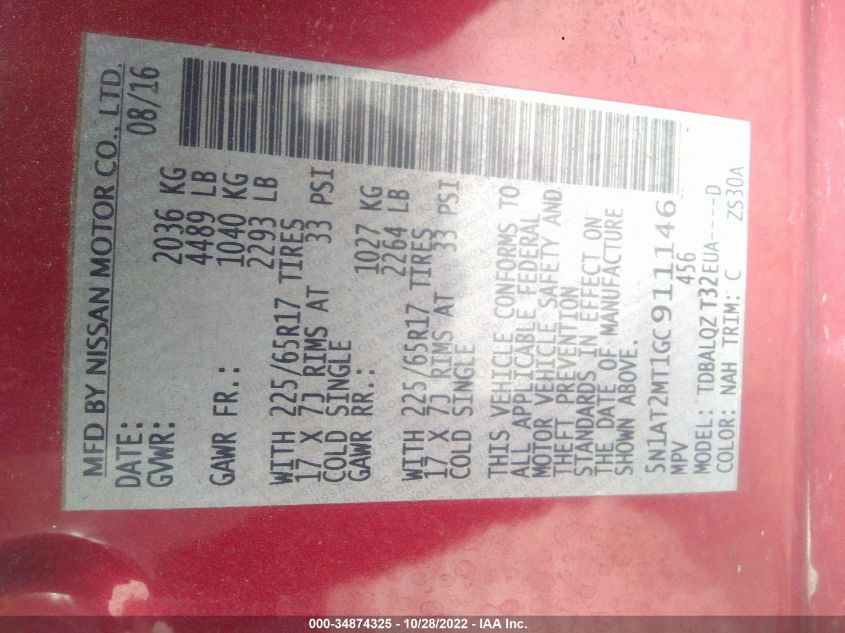 MFD BY NISSAN MOTOR CO., LTD.
DATE: 08/16
GVWR: 2036 KG
4489 LB
GAWR FR.: 1040 KG
2293 LB
WITH 225/65R17 TIRES
17 X 7J RIMS AT 33 PSI
COLD SINGLE
GAWR RR.: 1027 KG
2264 LB
WITH 225/65R17 TIRES
17 X 7J RIMS AT 33 PSI
COLD SINGLE
THIS VEHICLE CONFORMS TO
ALL APPLICABLE FEDERAL
MOTOR VEHICLE SAFETY AND
THEFT PREVENTION
STANDARDS IN EFFECT ON
THE DATE OF MANUFACTURE
SHOWN ABOVE.
5N1AT2MT1GC911146
MPV 456
MODEL: TDBALQZ T32EUA----D
COLOR: NAH TRIM: C ZS30A
000-34874325 | 10/28/2022 - IAA Inc.